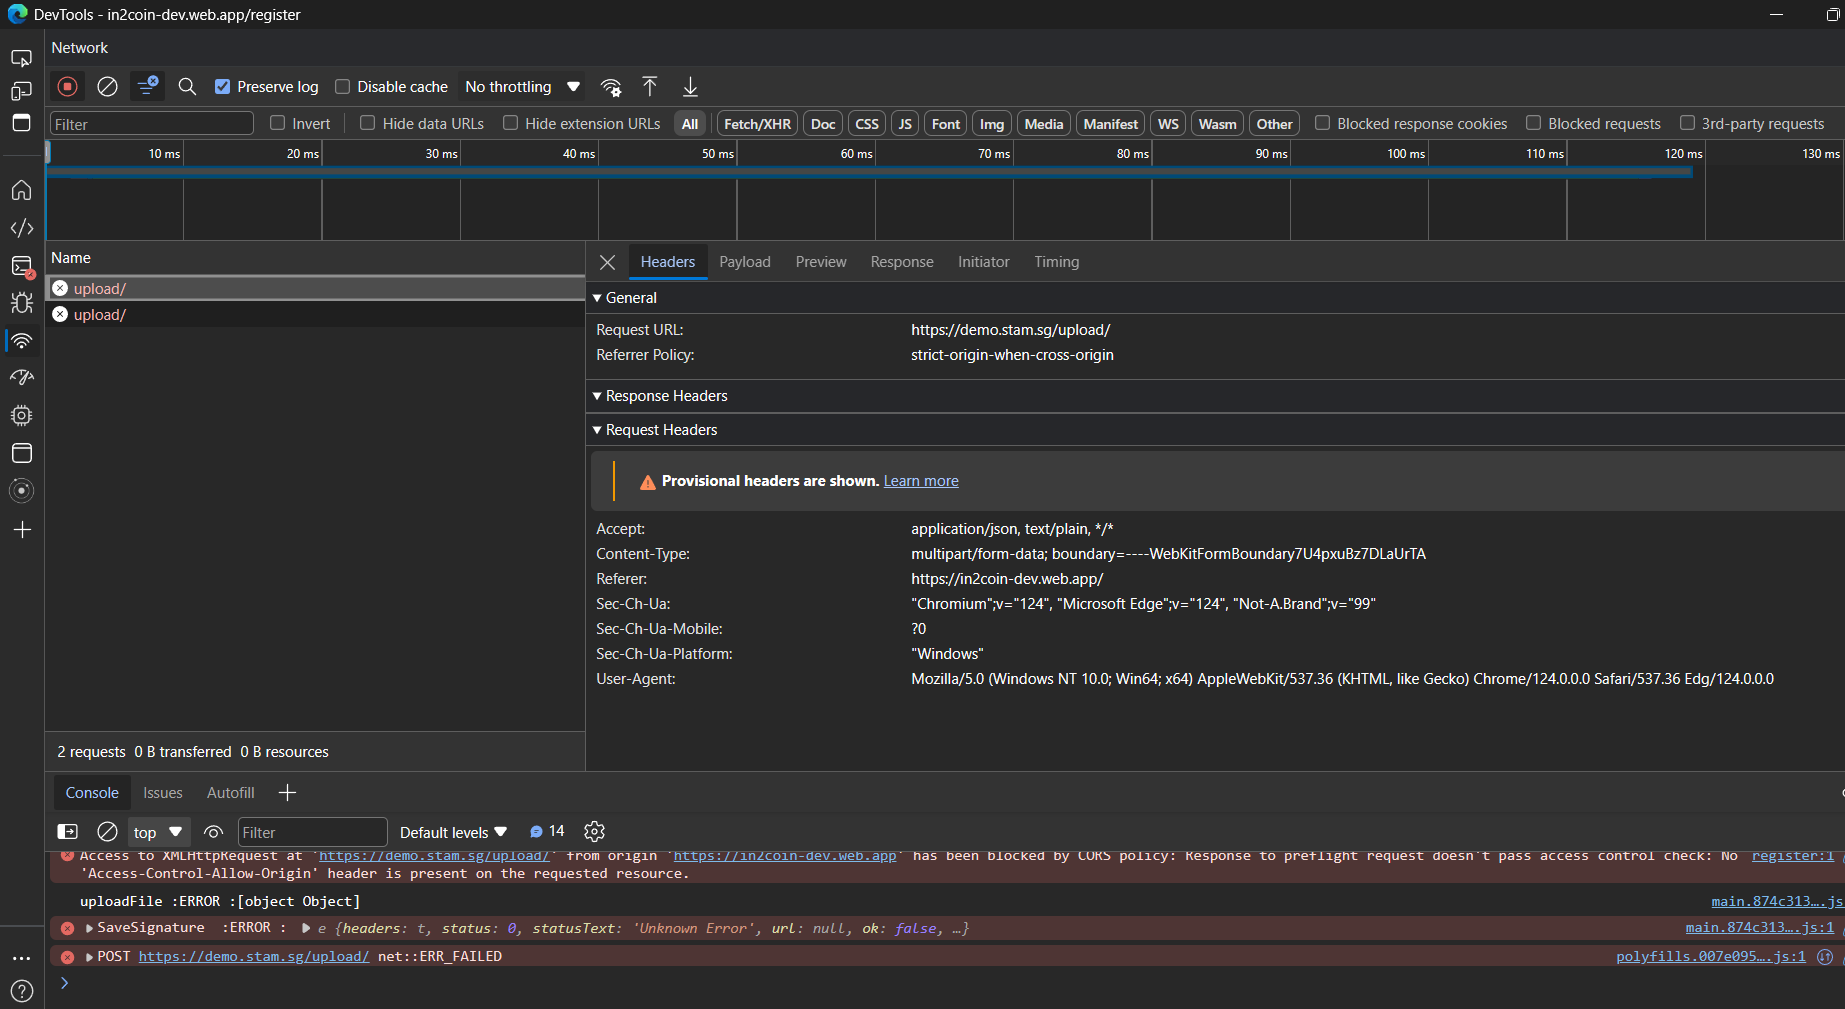 DevTools - in2coin-dev.web.app/register
Network
Preserve log Disable cache No throttling
Filter Invert Hide data URLs Hide extension URLs All Fetch/XHR Doc CSS JS Font Img Media Manifest WS Wasm Other Blocked response cookies Blocked requests 3rd-party requests
10 ms 20 ms 30 ms 40 ms 50 ms 60 ms 70 ms 80 ms 90 ms 100 ms 110 ms 120 ms 130 ms
Name
upload/
upload/
2 requests 0 B transferred 0 B resources
Headers Payload Preview Response Initiator Timing
General
Request URL: https://demo.stam.sg/upload/
Referrer Policy: strict-origin-when-cross-origin
Response Headers
Request Headers
Provisional headers are shown. Learn more
Accept: application/json, text/plain, */*
Content-Type: multipart/form-data; boundary=----WebKitFormBoundary7U4pxuBz7DLaUrTA
Referer: https://in2coin-dev.web.app/
Sec-Ch-Ua: "Chromium";v="124", "Microsoft Edge";v="124", "Not-A.Brand";v="99"
Sec-Ch-Ua-Mobile: ?0
Sec-Ch-Ua-Platform: "Windows"
User-Agent: Mozilla/5.0 (Windows NT 10.0; Win64; x64) AppleWebKit/537.36 (KHTML, like Gecko) Chrome/124.0.0.0 Safari/537.36 Edg/124.0.0.0
Console Issues Autofill
top Filter Default levels 14
Access to XMLHttpRequest at 'https://demo.stam.sg/upload/' from origin 'https://in2coin-dev.web.app' has been blocked by CORS policy: Response to preflight request doesn't pass access control check: No register:1
'Access-Control-Allow-Origin' header is present on the requested resource.
uploadFile :ERROR :[object Object] main.874c313….js
SaveSignature :ERROR : e {headers: t, status: 0, statusText: 'Unknown Error', url: null, ok: false, …} main.874c313….js:1
POST https://demo.stam.sg/upload/ net::ERR_FAILED polyfills.007e095….js:1